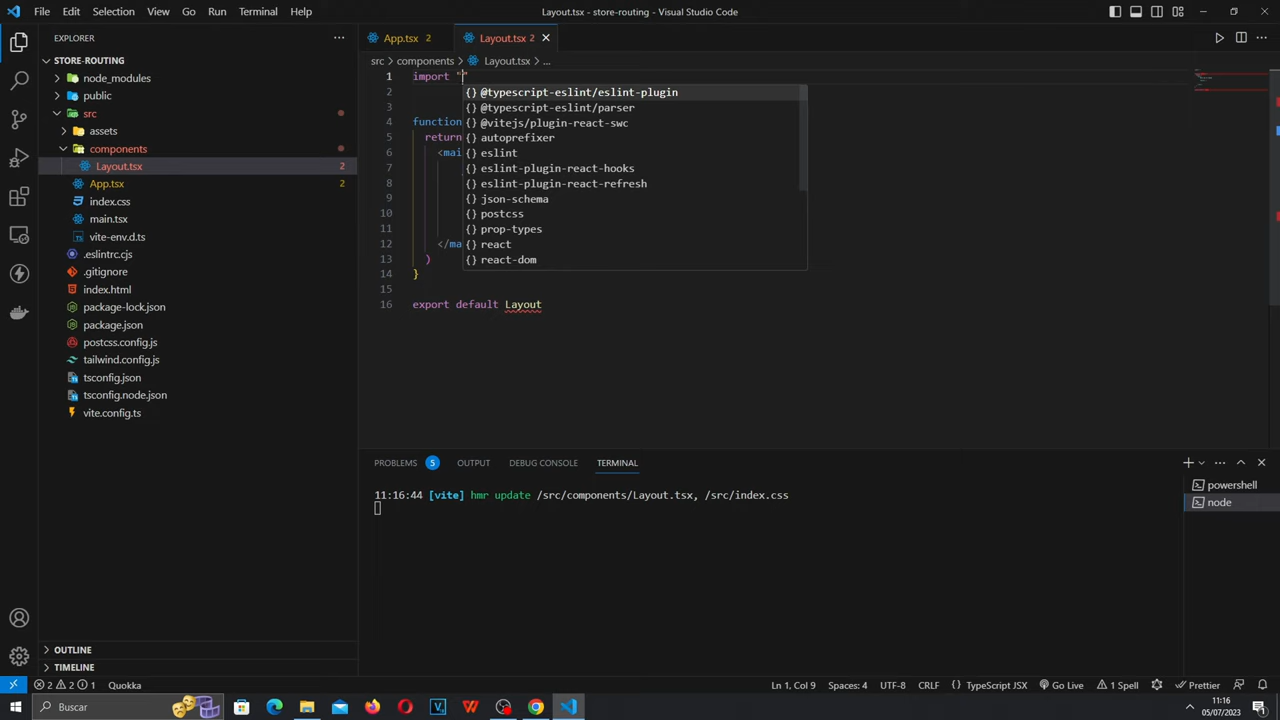 File Edit Selection View Go Run Terminal Help
Layout.tsx - store-routing - Visual Studio Code
EXPLORER
STORE-ROUTING
node_modules
public
src
assets
components
Layout.tsx 2
App.tsx 2
index.css
main.tsx
vite-env.d.ts
.eslintrc.cjs
.gitignore
index.html
package-lock.json
package.json
postcss.config.js
tailwind.config.js
tsconfig.json
tsconfig.node.json
vite.config.ts
OUTLINE
TIMELINE
App.tsx 2
Layout.tsx 2
src > components > Layout.tsx > ...
1 import ""
2
3
4 function
5 return
6 <mai
7
8
9
10
11
12 </ma
13 )
14 }
15
16 export default Layout
{} @typescript-eslint/eslint-plugin
{} @typescript-eslint/parser
{} @vitejs/plugin-react-swc
{} autoprefixer
{} eslint
{} eslint-plugin-react-hooks
{} eslint-plugin-react-refresh
{} json-schema
{} postcss
{} prop-types
{} react
{} react-dom
PROBLEMS 5 OUTPUT DEBUG CONSOLE TERMINAL
11:16:44 [vite] hmr update /src/components/Layout.tsx, /src/index.css
powershell
node
2 2 1 Quokka
Ln 1, Col 9 Spaces: 4 UTF-8 CRLF TypeScript JSX Go Live 1 Spell Prettier
Buscar
11:16
05/07/2023
1